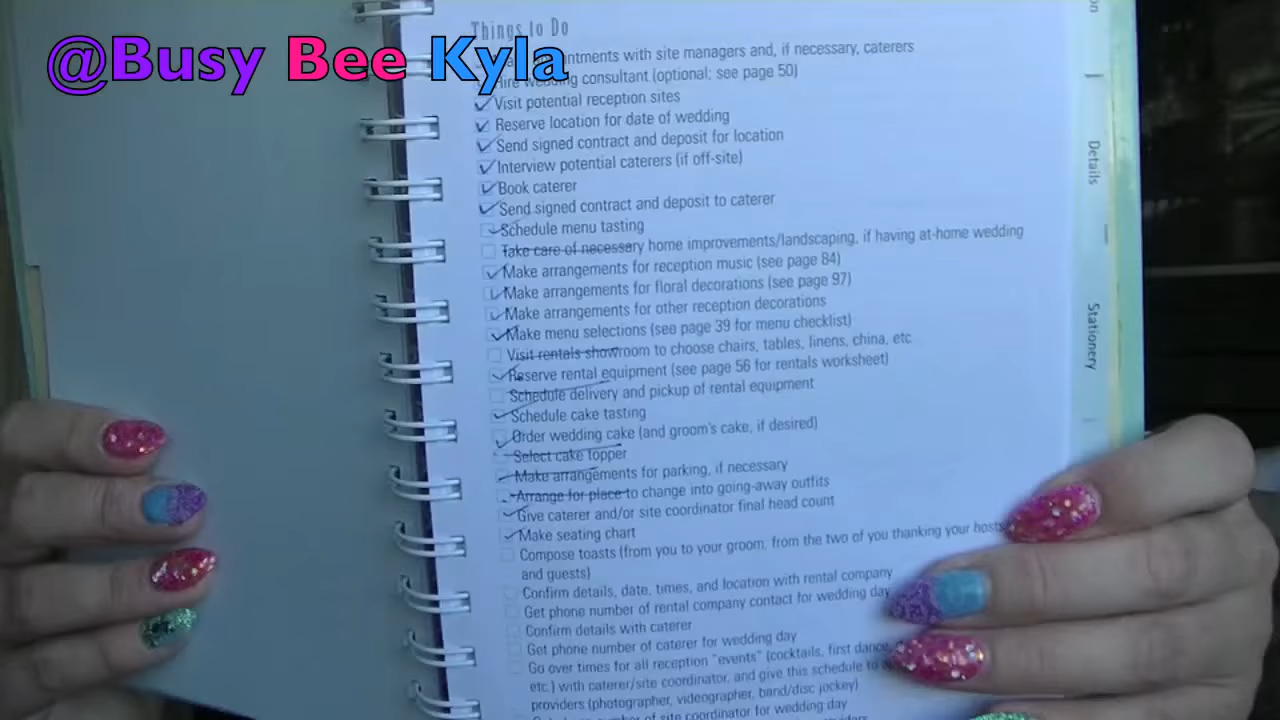 Things to Do
@Busy Bee Kyla
ntments with site managers and, if necessary, caterers
Hire wedding consultant (optional; see page 50)
Visit potential reception sites
Reserve location for date of wedding
Send signed contract and deposit for location
Interview potential caterers (if off-site)
Book caterer
Send signed contract and deposit to caterer
Schedule menu tasting
Take care of necessary home improvements/landscaping, if having at-home wedding
Make arrangements for reception music (see page 84)
Make arrangements for floral decorations (see page 97)
Make arrangements for other reception decorations
Make menu selections (see page 39 for menu checklist)
Visit rentals showroom to choose chairs, tables, linens, china, etc
Reserve rental equipment (see page 56 for rentals worksheet)
Schedule delivery and pickup of rental equipment
Schedule cake tasting
Order wedding cake (and groom's cake, if desired)
Select cake topper
Make arrangements for parking, if necessary
Arrange for place to change into going-away outfits
Give caterer and/or site coordinator final head count
Make seating chart
Compose toasts (from you to your groom, from the two of you thanking your hosts
and guests)
Confirm details, date, times, and location with rental company
Get phone number of rental company contact for wedding day
Confirm details with caterer
Get phone number of caterer for wedding day
Go over times for all reception "events" (cocktails, first dance,
etc.) with caterer/site coordinator, and give this schedule to
providers (photographer, videographer, band/disc jockey)
number of site coordinator for wedding day
on
Details
Stationery